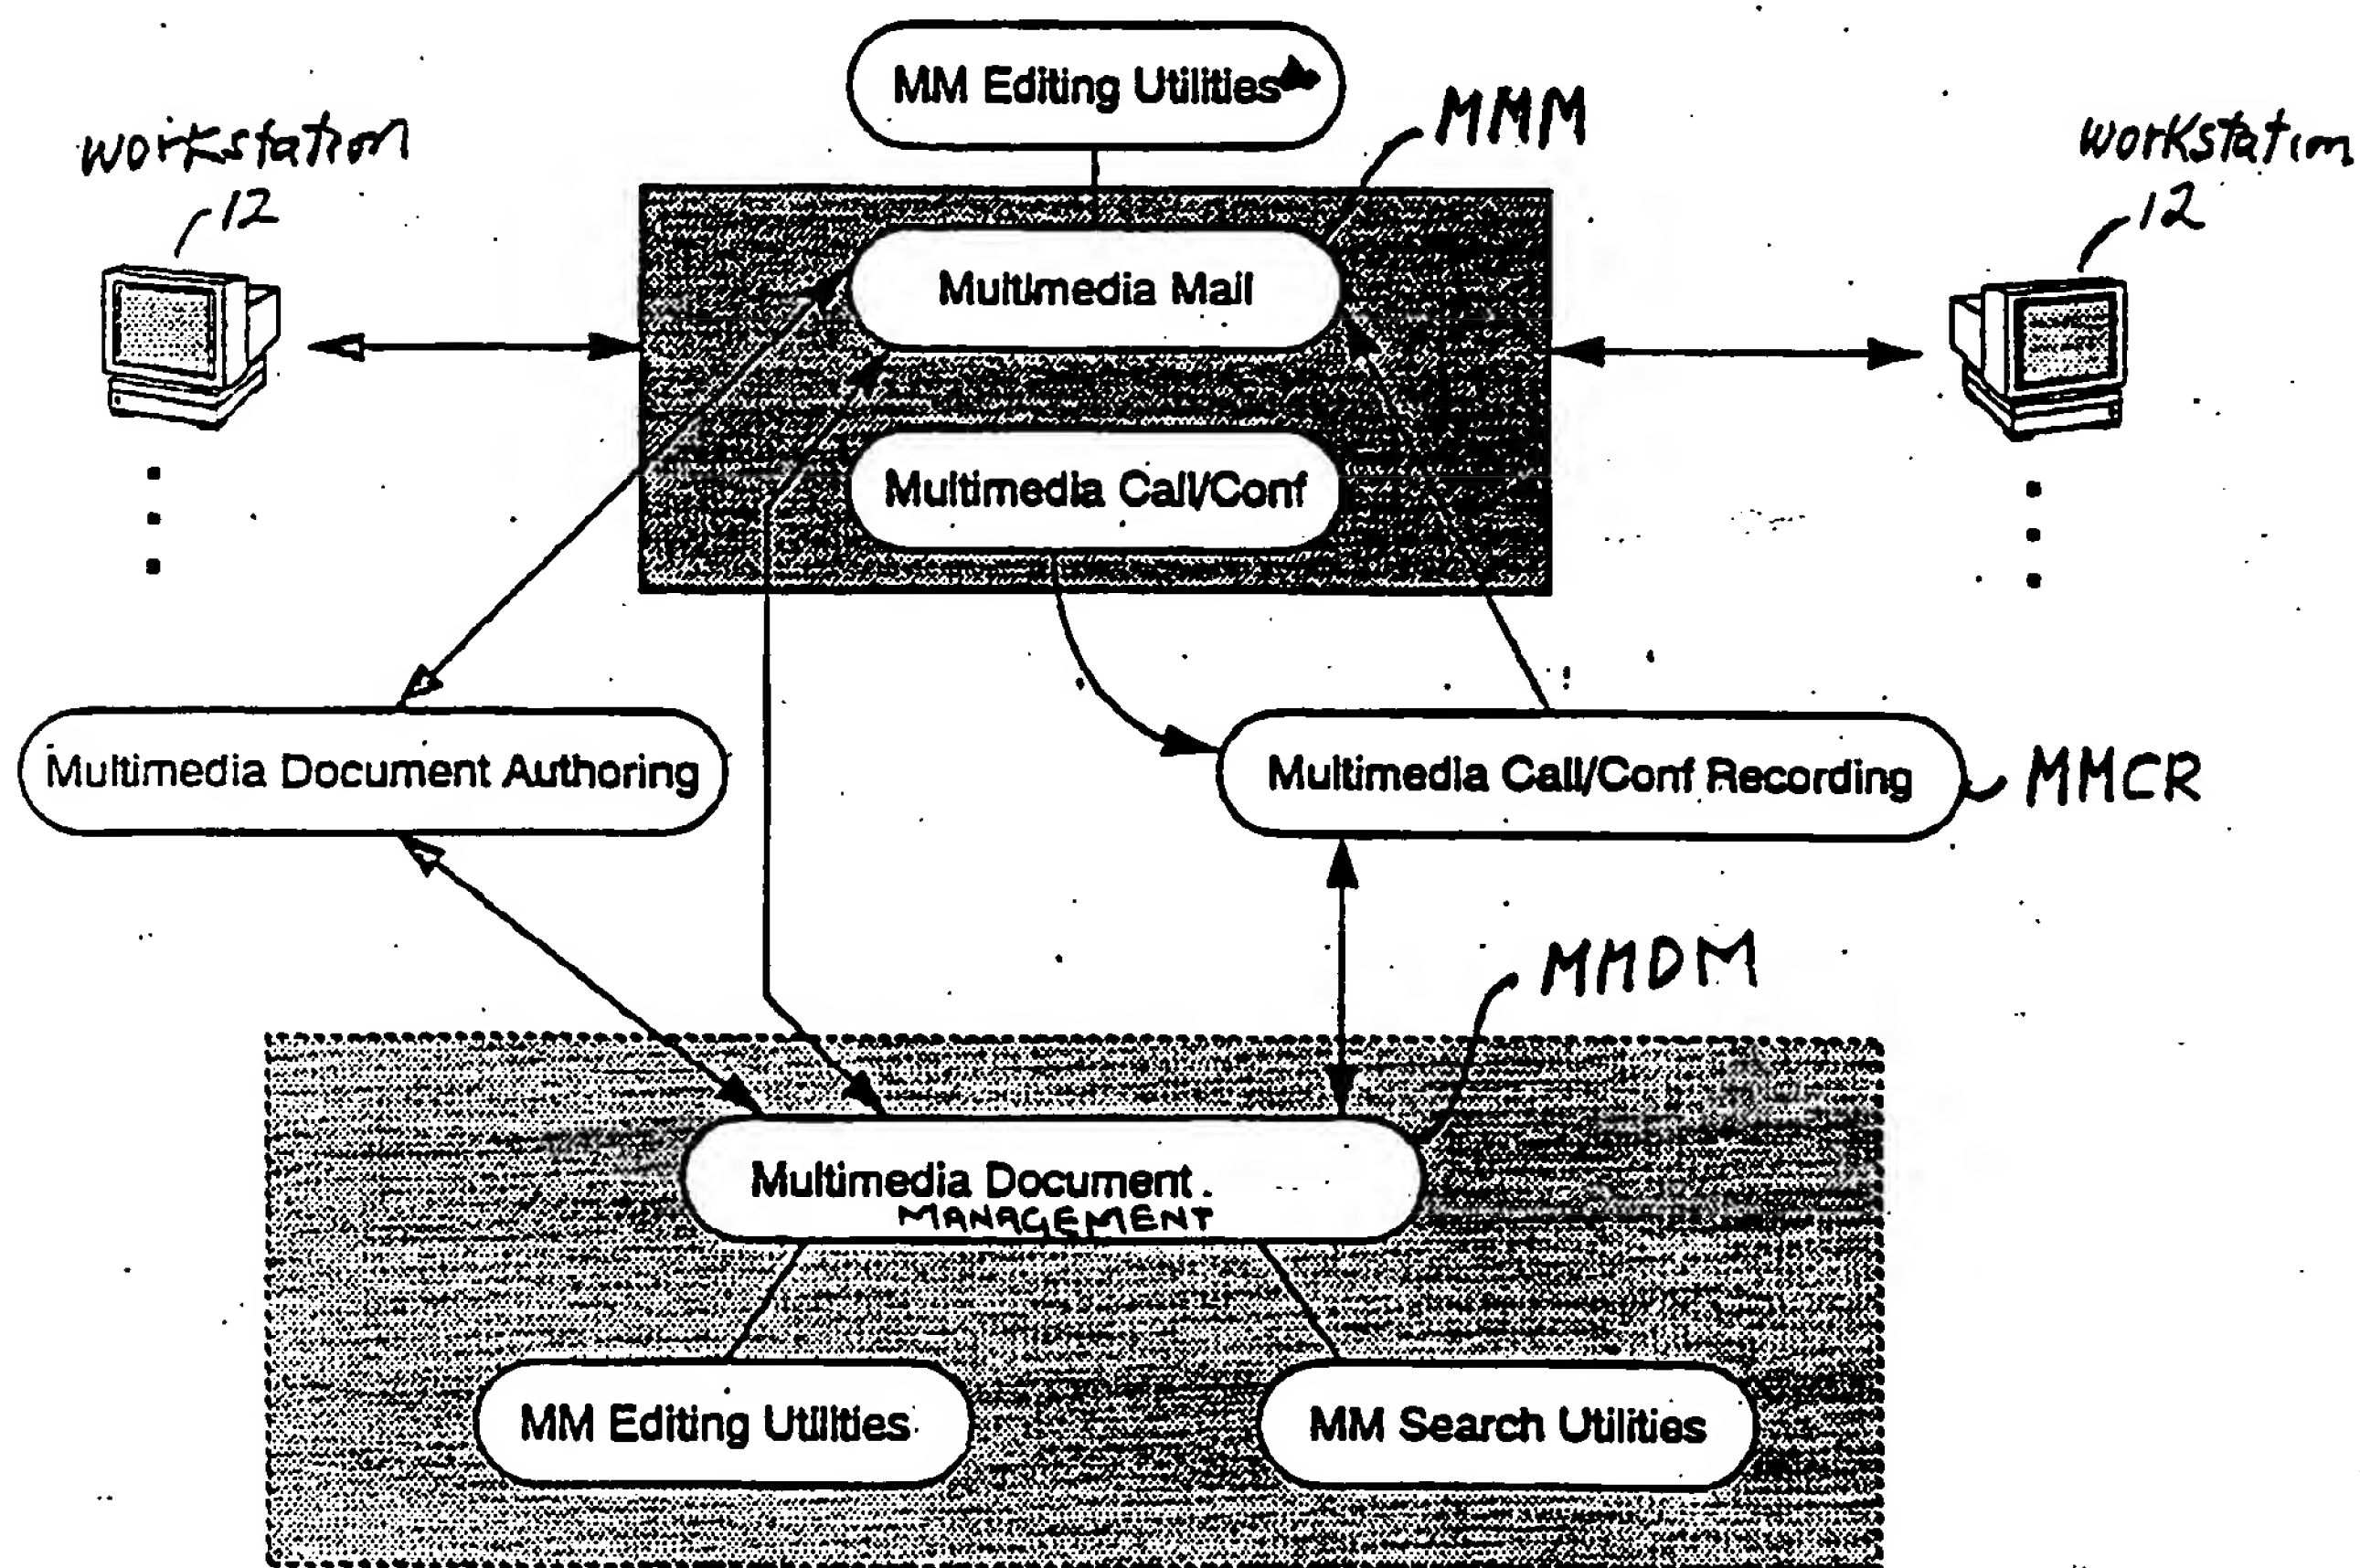 MM Editing Utilities
MMM
workstation
12
workstation
12
Multimedia Mail
Multimedia Call/Conf
Multimedia Document Authoring
Multimedia Call/Conf Recording
MMCR
MMDM
Multimedia Document
MANAGEMENT
MM Editing Utilities
MM Search Utilities